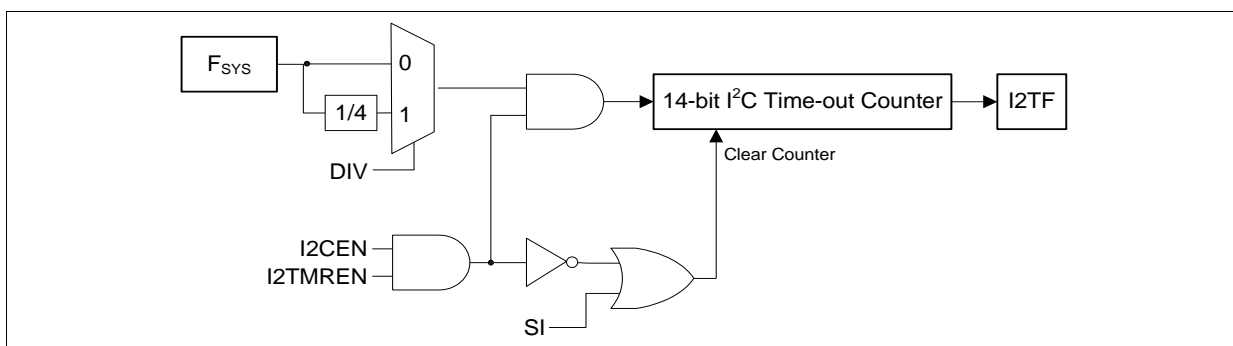 FSYS
0
1/4
1
DIV
14-bit I2C Time-out Counter
I2TF
Clear Counter
I2CEN
I2TMREN
SI